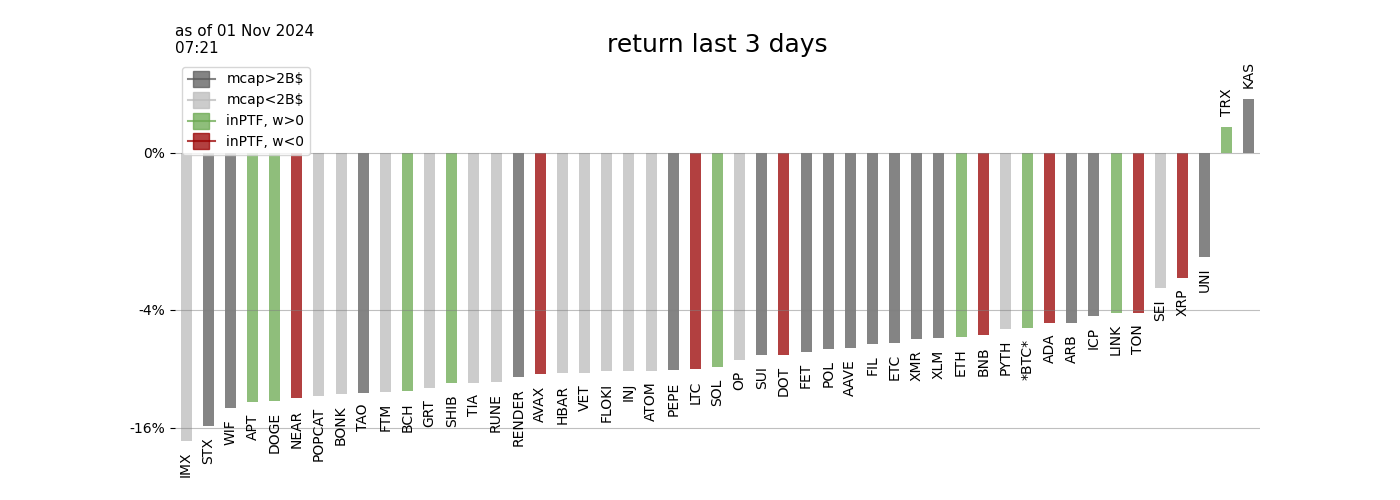 as of 01 Nov 2024
07:21
return last 3 days
mcap>2B$
mcap<2B$
inPTF, w>0
inPTF, w<0
0%
-4%
-16%
IMX
STX
WIF
APT
DOGE
NEAR
POPCAT
BONK
TAO
FTM
BCH
GRT
SHIB
TIA
RUNE
RENDER
AVAX
HBAR
VET
FLOKI
INJ
ATOM
PEPE
LTC
SOL
OP
SUI
DOT
FET
POL
AAVE
FIL
ETC
XMR
XLM
ETH
BNB
PYTH
*BTC*
ADA
ARB
ICP
LINK
TON
SEI
XRP
UNI
TRX
KAS